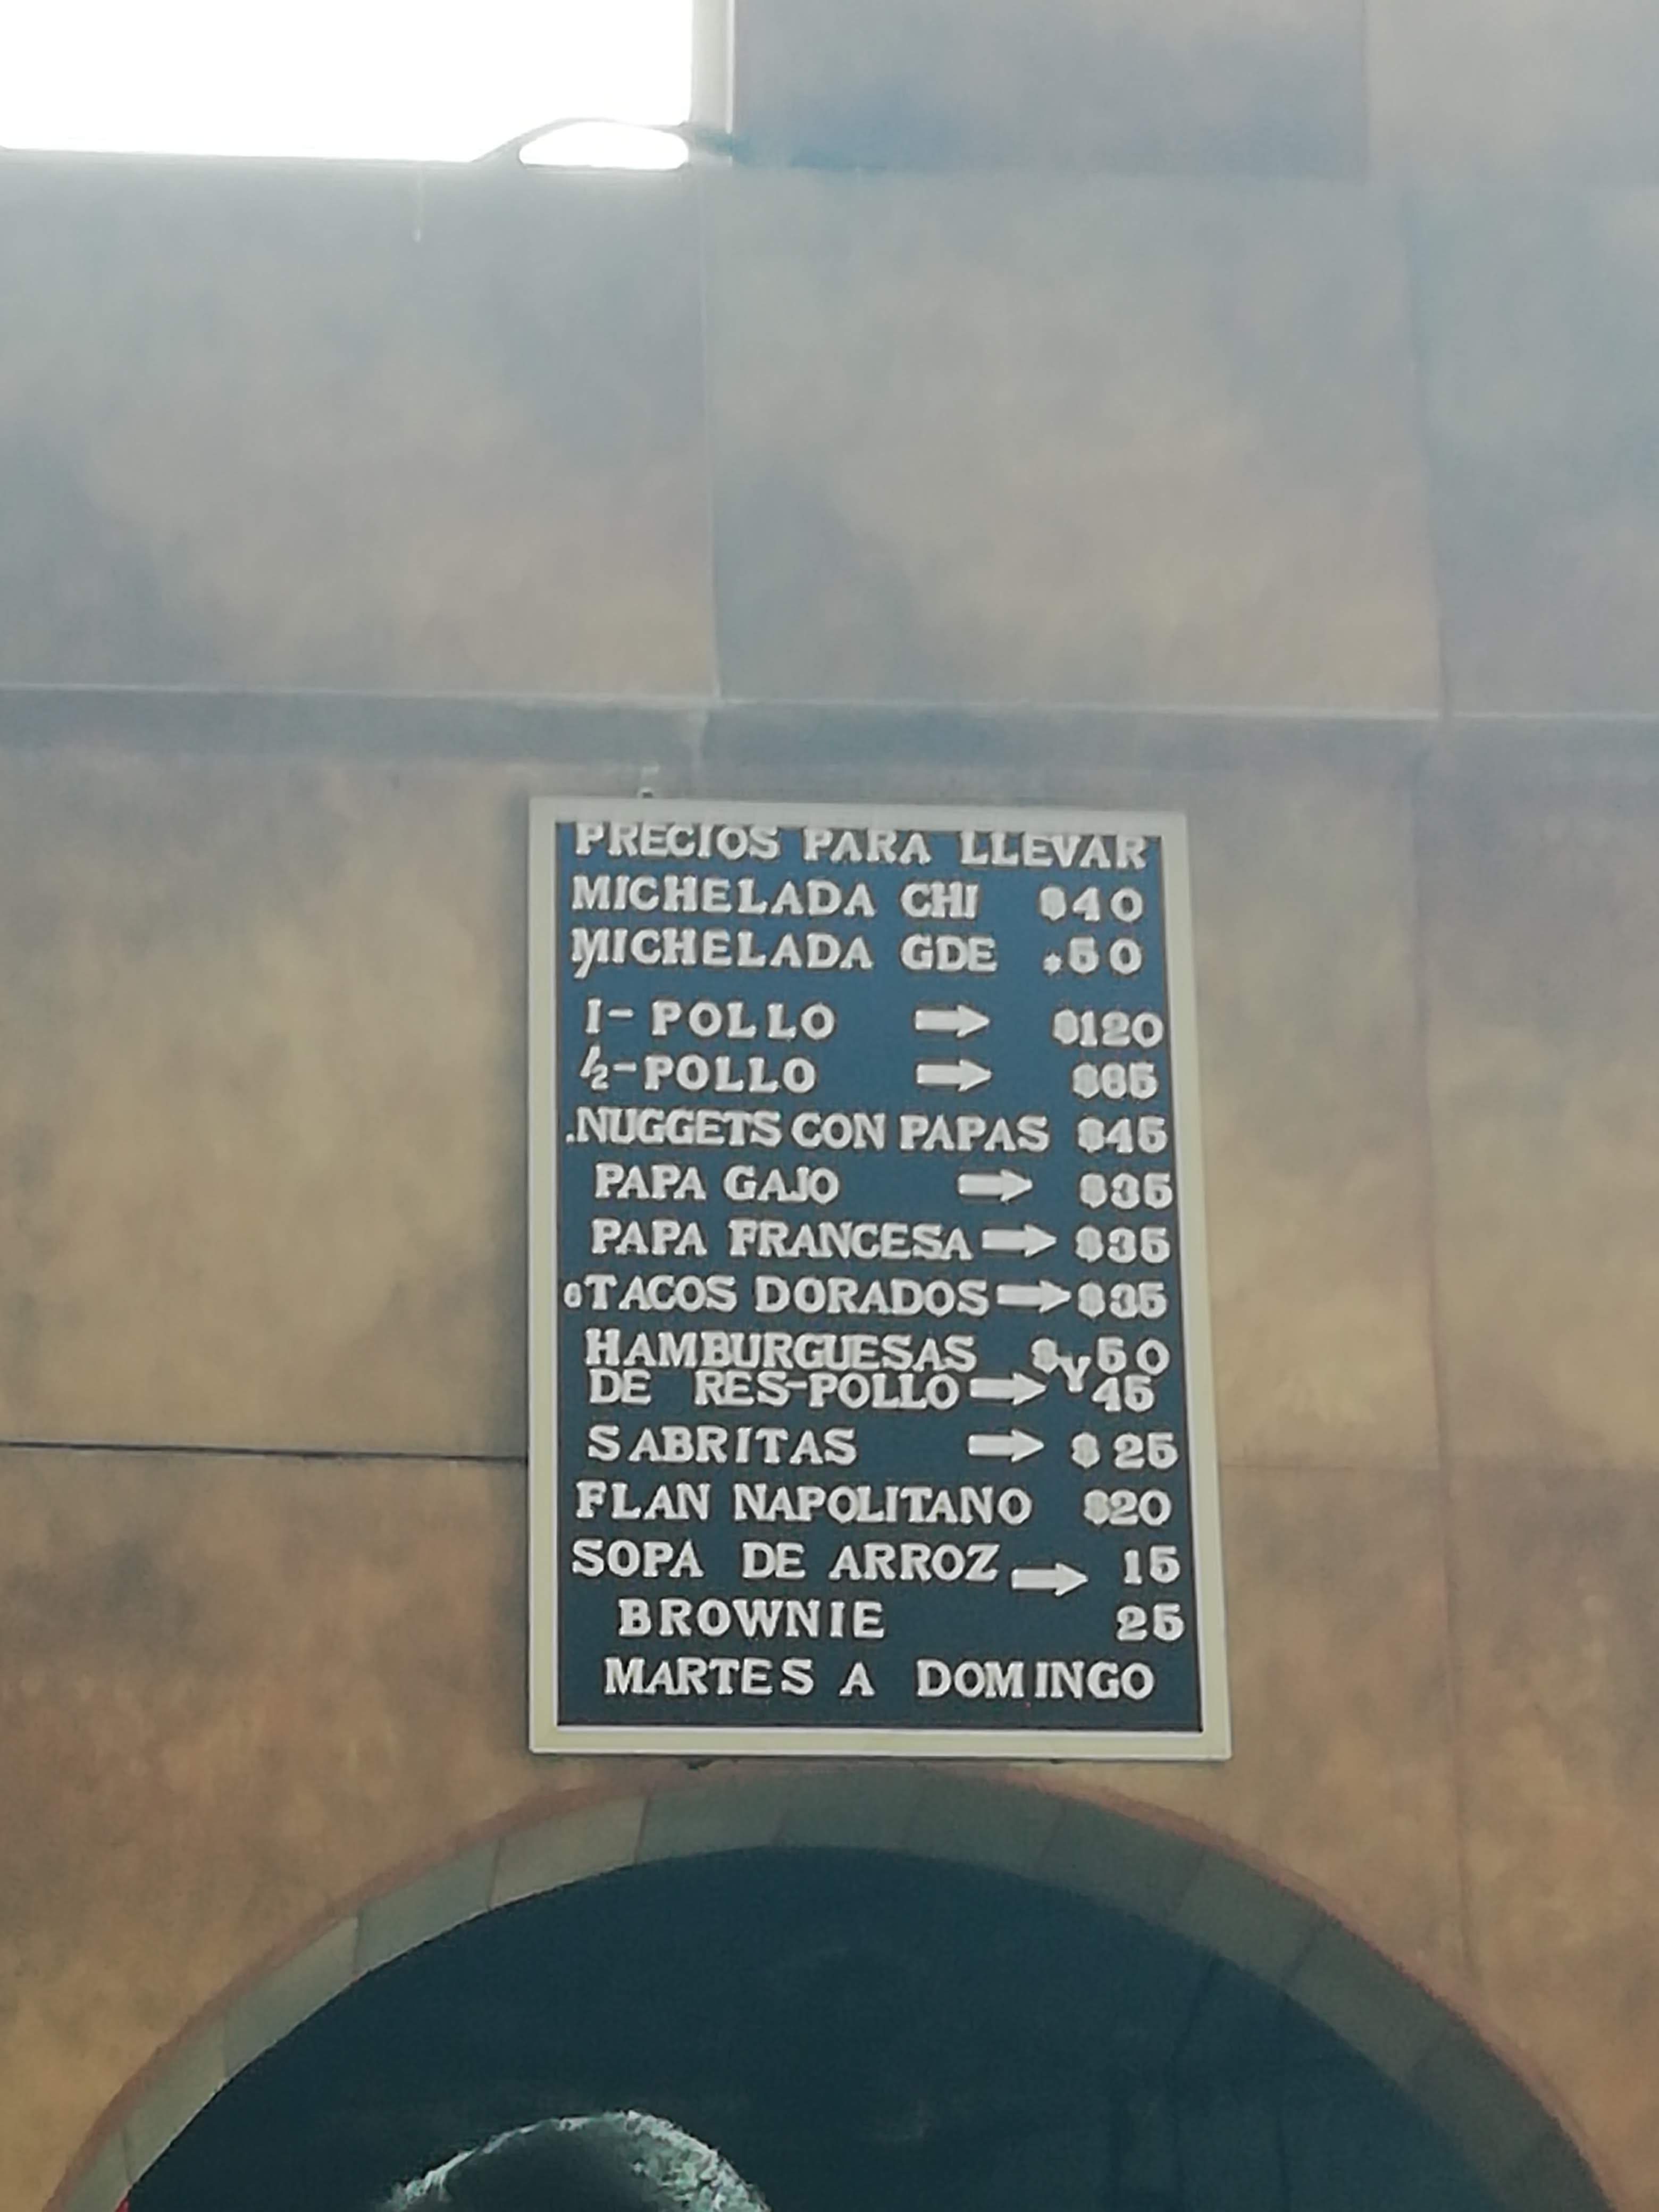 PRECIOS PARA LLEVAR
MICHELADA CHI $40
MICHELADA GDE .50
1-POLLO → $120
½-POLLO → $65
.NUGGETS CON PAPAS $45
PAPA GAJO → $35
PAPA FRANCESA → $35
6 TACOS DORADOS → $35
HAMBURGUESAS $ Y 50
DE RES-POLLO → 45
SABRITAS → $25
FLAN NAPOLITANO $20
SOPA DE ARROZ → 15
BROWNIE 25
MARTES A DOMINGO